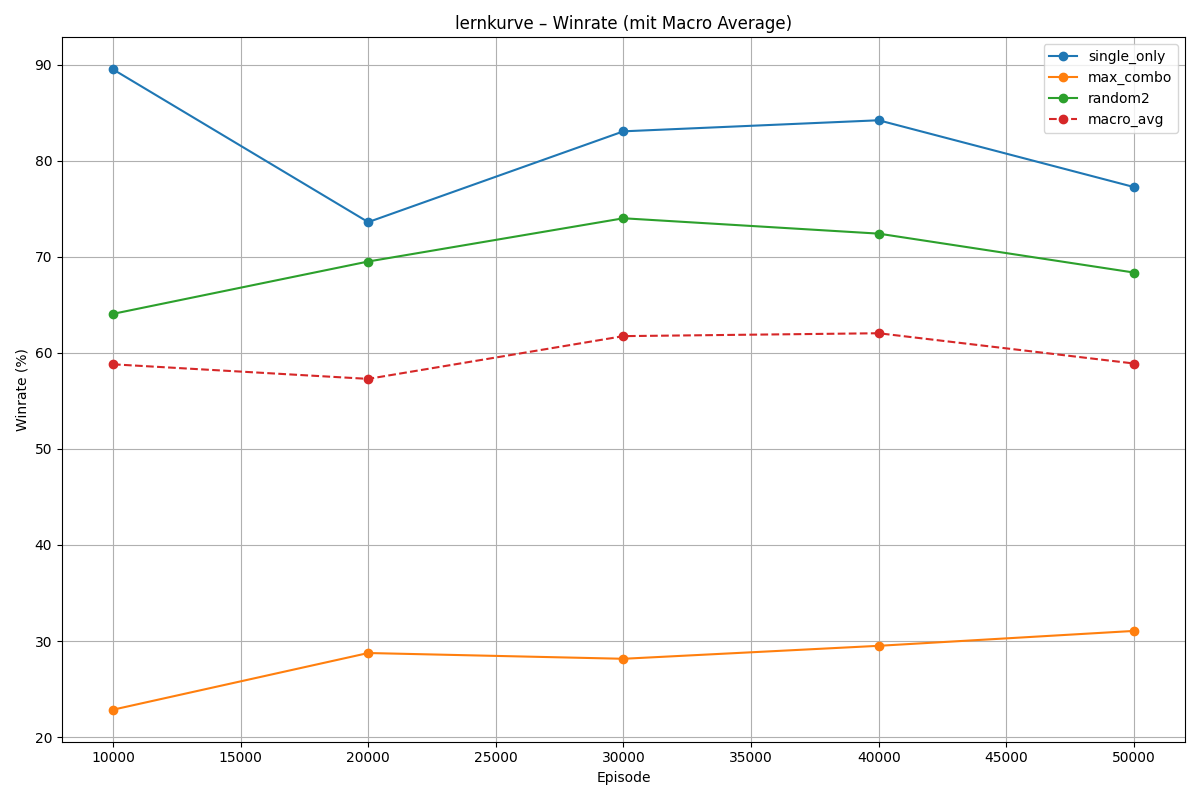 lernkurve – Winrate (mit Macro Average)
single_only
max_combo
random2
macro_avg
Winrate (%)
90
80
70
60
50
40
30
20
10000 15000 20000 25000 30000 35000 40000 45000 50000
Episode